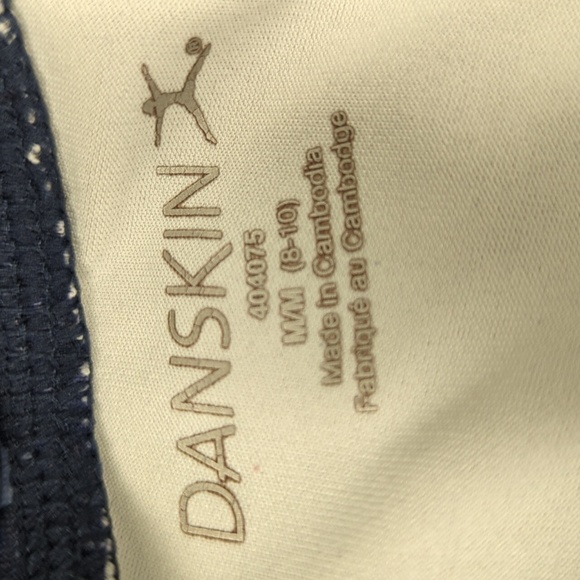 DANSKIN®
404075
M/M (8-10)
Made in Cambodia
Fabriqué au Cambodge